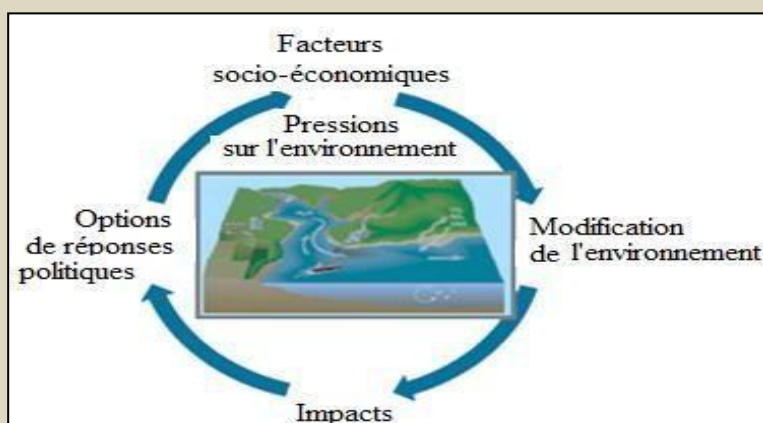 Facteurs
socio-économiques
Pressions
sur l'environnement
Options
de réponses
politiques
Modification
de l'environnement
Impacts